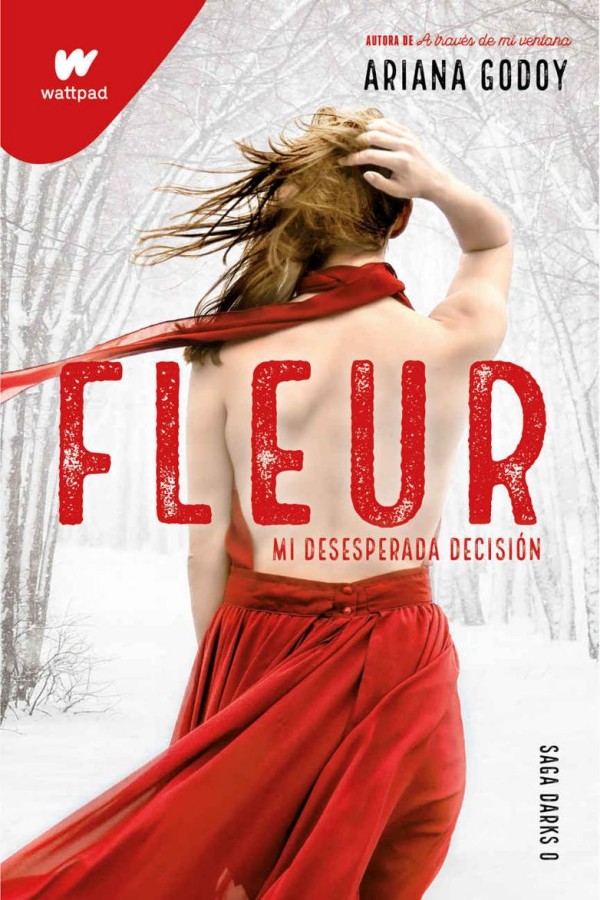 wattpad
AUTORA DE A través de mi ventana
ARIANA GODOY
FLEUR
MI DESESPERADA DECISIÓN
SAGA DARKS 0